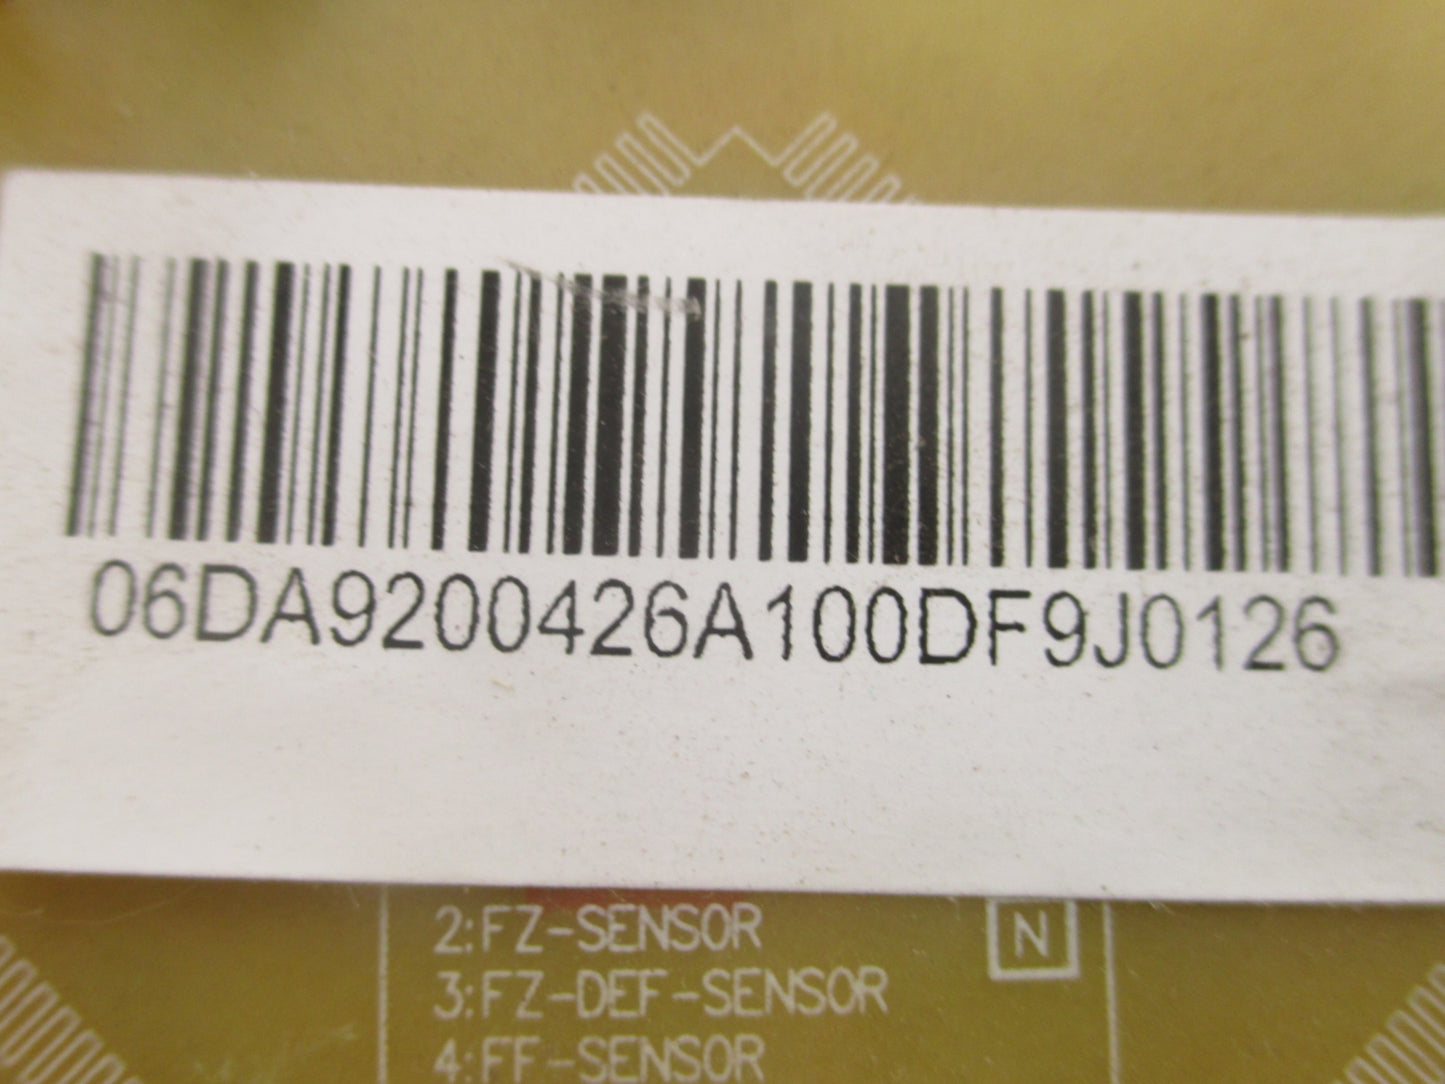 06DA9200426A100DF9J0126
2:FZ-SENSOR
N
3:FZ-DEF-SENSOR
4:FF-SENSOR